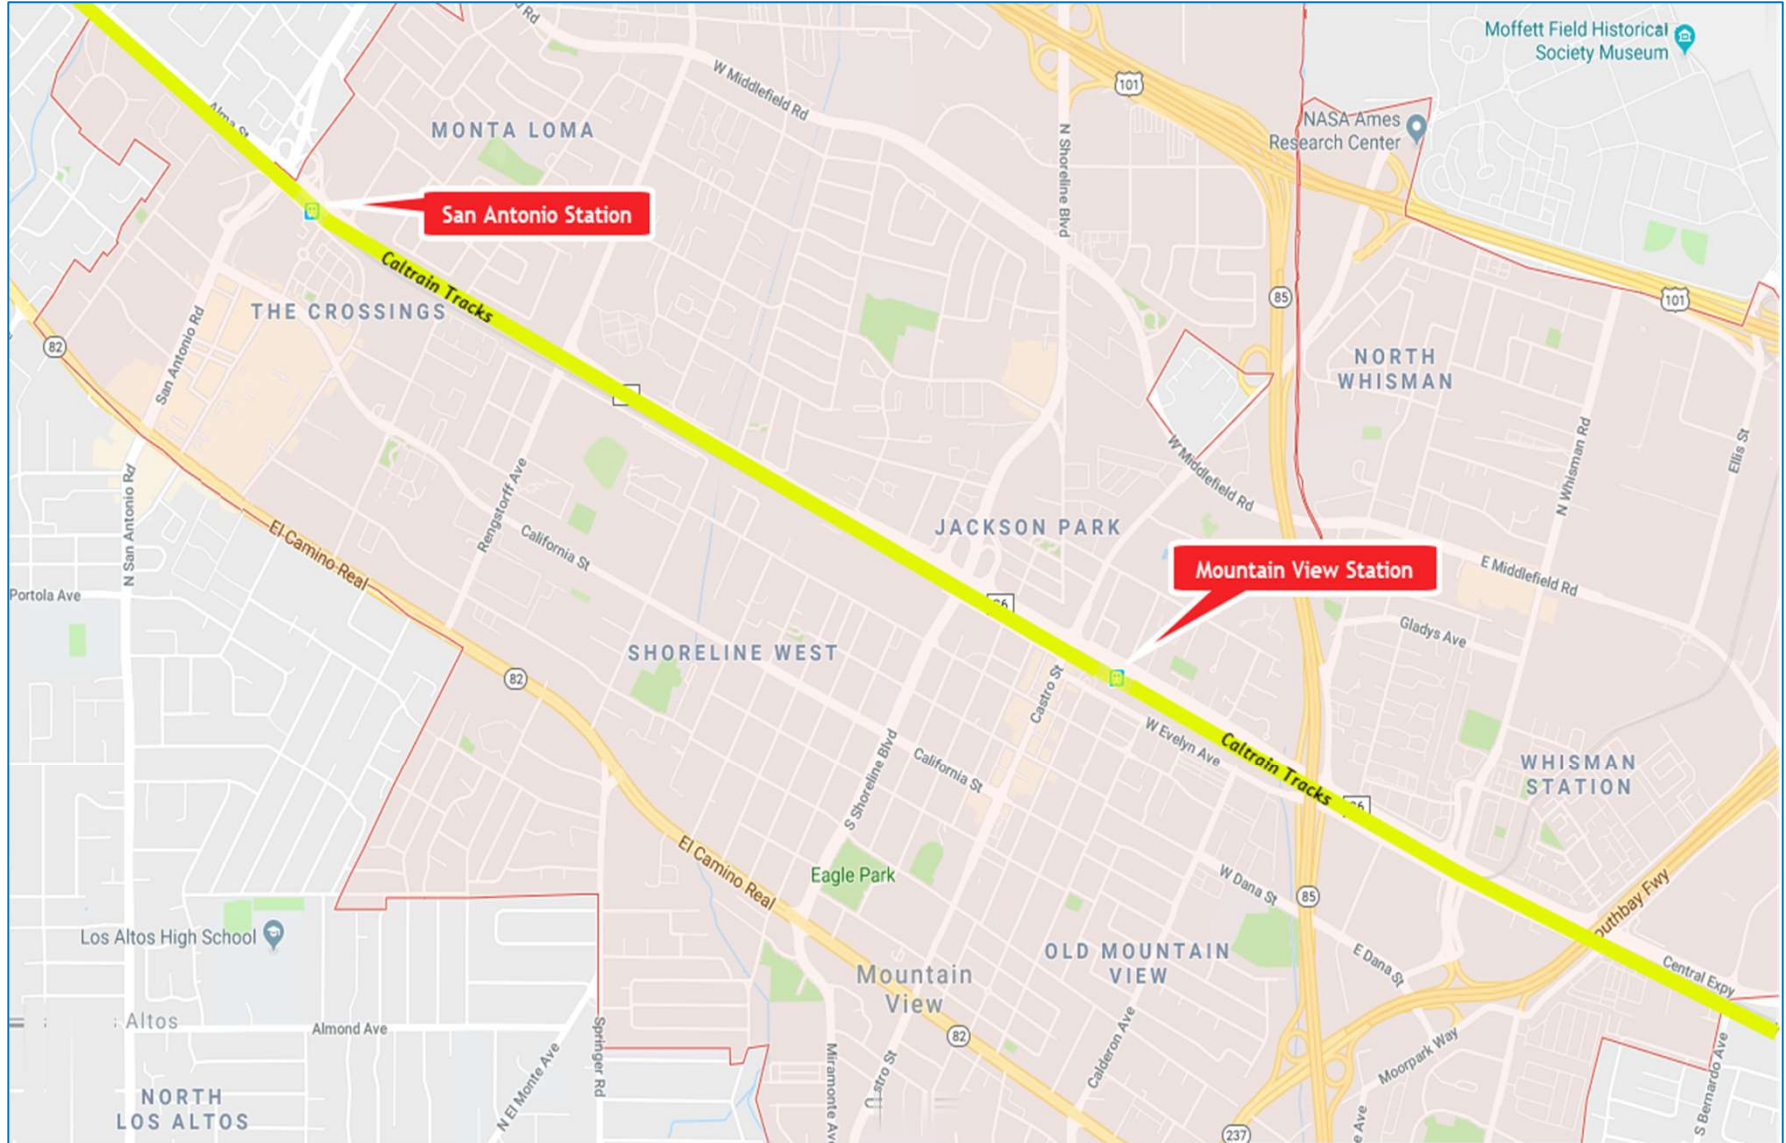 Rd
Moffett Field Historical
Society Museum
W Middlefield Rd
101
Alma St
MONTA LOMA
NASA Ames
Research Center
N Shoreline Blvd
San Antonio Station
Caltrain Tracks
85
101
THE CROSSINGS
82
San Antonio Rd
NORTH
WHISMAN
N San Antonio Rd
Rengstorff Ave
W Middlefield Rd
N Whisman Rd
Ellis St
El Camino Real
California St
JACKSON PARK
Mountain View Station
E Middlefield Rd
Portola Ave
Gladys Ave
SHORELINE WEST
82
Castro St
W Evelyn Ave
Caltrain Tracks
S Shoreline Blvd
California St
WHISMAN
STATION
El Camino Real
Eagle Park
W Dana St
85
Los Altos High School
OLD MOUNTAIN
VIEW
E Dana St
Central Expy
Mountain
View
Altos
Almond Ave
82
Springer Rd
N El Monte Ave
Miramonte Ave
Calderon Ave
Moorpark Way
S Bernardo Ave
NORTH
LOS ALTOS
237